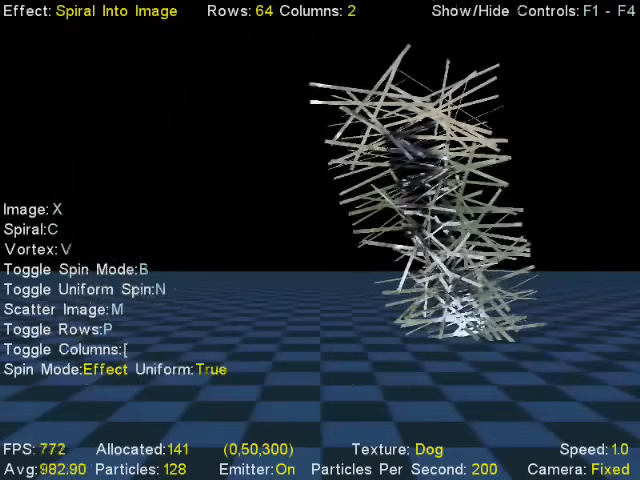 Effect: Spiral Into Image Rows: 64 Columns: 2 Show/Hide Controls: F1 - F4
Image: X
Spiral:C
Vortex: V
Toggle Spin Mode:B
Toggle Uniform Spin:N
Scatter Image: M
Toggle Rows:P
Toggle Columns:[
Spin Mode:Effect Uniform:True
FPS: 772 Allocated:141 (0,50,300) Texture: Dog Speed: 1.0
Avg:982.90 Particles: 128 Emitter:On Particles Per Second: 200 Camera: Fixed